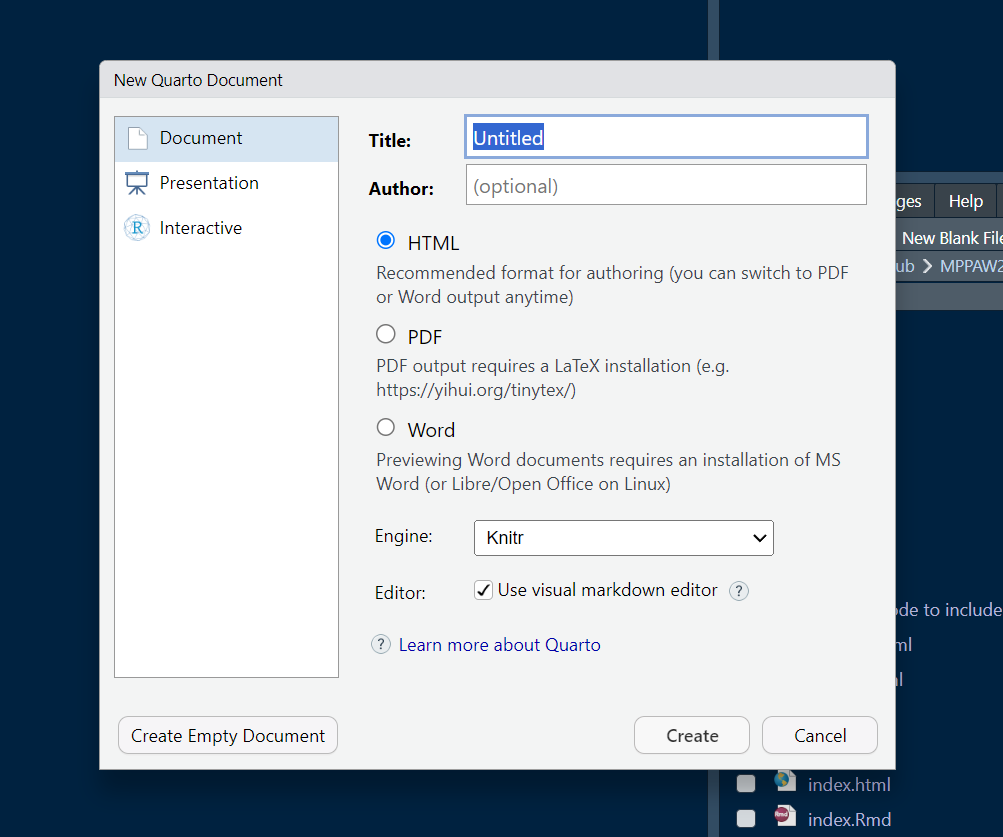 New Quarto Document
Document
Presentation
R
Interactive
Title:
Untitled
Author:
(optional)
HTML
Recommended format for authoring (you can switch to PDF
or Word output anytime)
PDF
PDF output requires a LaTeX installation (e.g.
https://yihui.org/tinytex/)
Word
Previewing Word documents requires an installation of MS
Word (or Libre/Open Office on Linux)
Engine:
Knitr
Editor:
Use visual markdown editor ?
? Learn more about Quarto
Create Empty Document
Create
Cancel
ges
Help
New Blank File
ub
MPPAW2
ode to include
ml
index.html
Rmd
index.Rmd